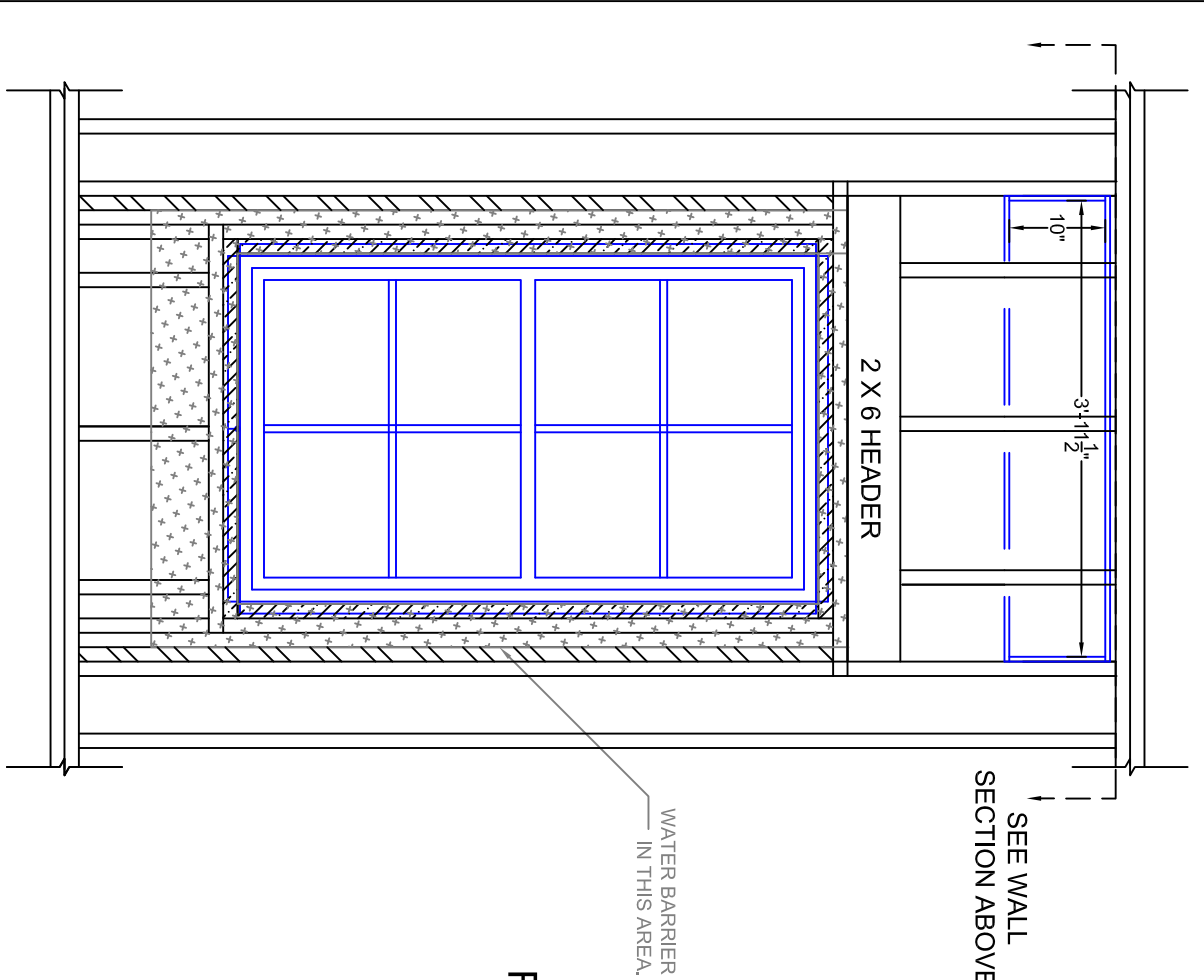 SEE WALL
SECTION ABOVE
10"
3'-11 1/2"
2 X 6 HEADER
WATER BARRIER
IN THIS AREA.